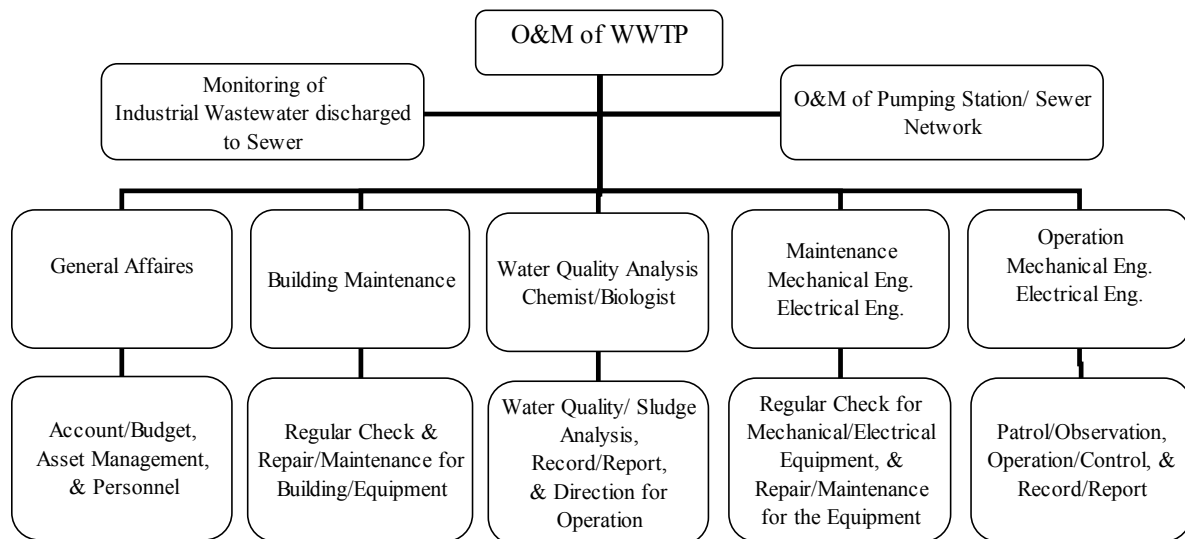 O&M of WWTP
Monitoring of
Industrial Wastewater discharged
to Sewer
O&M of Pumping Station/ Sewer
Network
General Affaires
Building Maintenance
Water Quality Analysis
Chemist/Biologist
Maintenance
Mechanical Eng.
Electrical Eng.
Operation
Mechanical Eng.
Electrical Eng.
Account/Budget,
Asset Management,
& Personnel
Regular Check &
Repair/Maintenance for
Building/Equipment
Water Quality/ Sludge
Analysis,
Record/Report,
& Direction for
Operation
Regular Check for
Mechanical/Electrical
Equipment, &
Repair/Maintenance
for the Equipment
Patrol/Observation,
Operation/Control, &
Record/Report